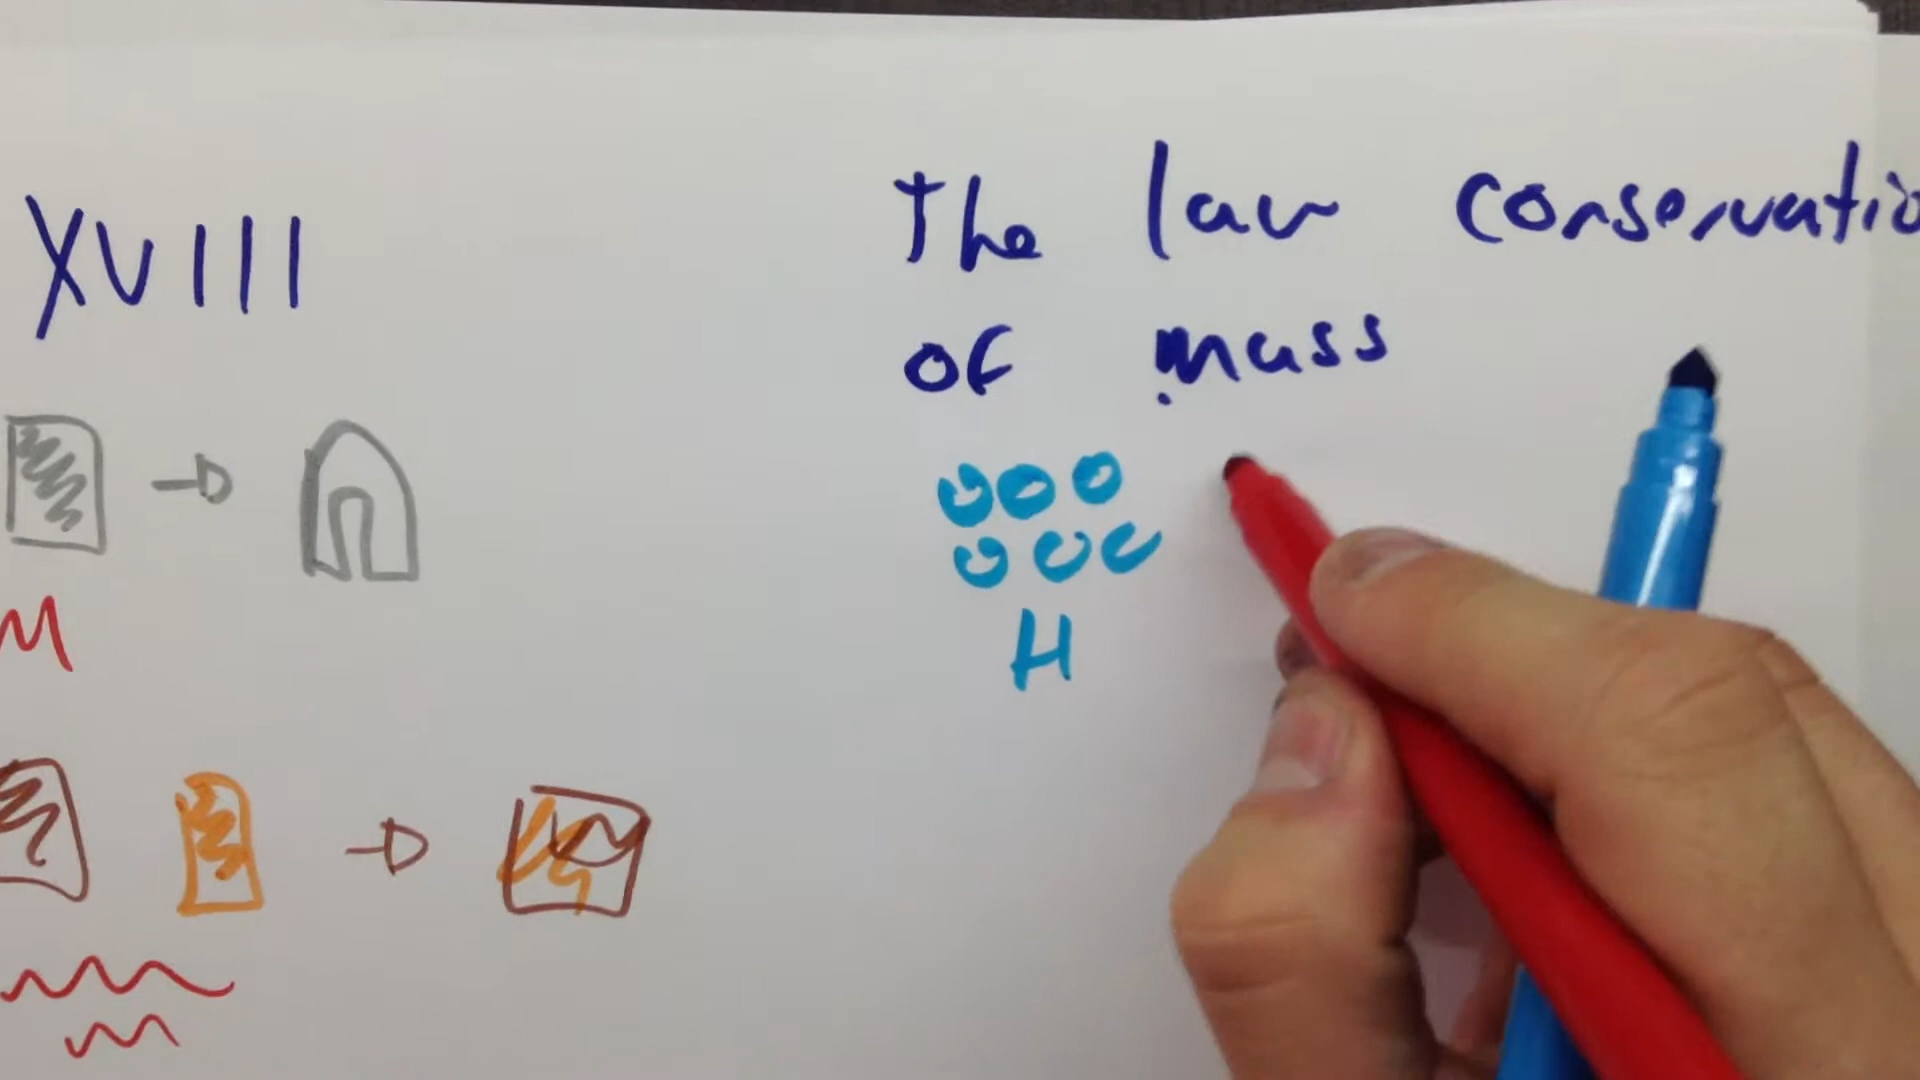 XVIII
The law conservatio
of mass
H